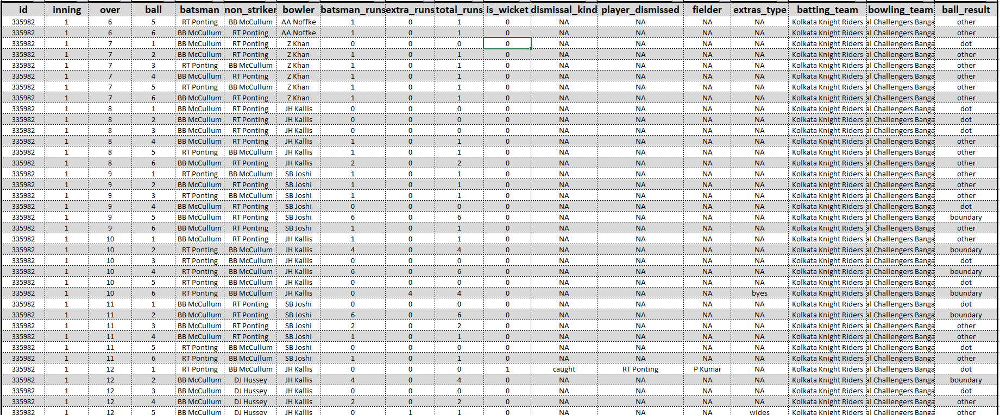 id inning over ball batsman non_striker bowler batsman_runs extra_runs total_runs is_wicket dismissal_kind player_dismissed fielder extras_type batting_team bowling_team ball_result
335982 1 6 5 RT Ponting BB McCullum AA Noffke 1 0 1 0 NA NA NA NA Kolkata Knight Riders al Challengers Banga other
335982 1 6 6 BB McCullum RT Ponting AA Noffke 1 0 1 0 NA NA NA NA Kolkata Knight Riders al Challengers Banga other
335982 1 7 1 BB McCullum RT Ponting Z Khan 0 0 0 0 NA NA NA NA Kolkata Knight Riders al Challengers Banga dot
335982 1 7 2 BB McCullum RT Ponting Z Khan 1 0 1 0 NA NA NA NA Kolkata Knight Riders al Challengers Banga other
335982 1 7 3 RT Ponting BB McCullum Z Khan 1 0 1 0 NA NA NA NA Kolkata Knight Riders al Challengers Banga other
335982 1 7 4 BB McCullum RT Ponting Z Khan 1 0 1 0 NA NA NA NA Kolkata Knight Riders al Challengers Banga other
335982 1 7 5 RT Ponting BB McCullum Z Khan 1 0 1 0 NA NA NA NA Kolkata Knight Riders al Challengers Banga other
335982 1 7 6 BB McCullum RT Ponting Z Khan 1 0 1 0 NA NA NA NA Kolkata Knight Riders al Challengers Banga other
335982 1 8 1 BB McCullum RT Ponting JH Kallis 0 0 0 0 NA NA NA NA Kolkata Knight Riders al Challengers Banga dot
335982 1 8 2 BB McCullum RT Ponting JH Kallis 0 0 0 0 NA NA NA NA Kolkata Knight Riders al Challengers Banga dot
335982 1 8 3 BB McCullum RT Ponting JH Kallis 0 0 0 0 NA NA NA NA Kolkata Knight Riders al Challengers Banga dot
335982 1 8 4 BB McCullum RT Ponting JH Kallis 1 0 1 0 NA NA NA NA Kolkata Knight Riders al Challengers Banga other
335982 1 8 5 RT Ponting BB McCullum JH Kallis 1 0 1 0 NA NA NA NA Kolkata Knight Riders al Challengers Banga other
335982 1 8 6 BB McCullum RT Ponting JH Kallis 2 0 2 0 NA NA NA NA Kolkata Knight Riders al Challengers Banga other
335982 1 9 1 RT Ponting BB McCullum SB Joshi 1 0 1 0 NA NA NA NA Kolkata Knight Riders al Challengers Banga other
335982 1 9 2 BB McCullum RT Ponting SB Joshi 1 0 1 0 NA NA NA NA Kolkata Knight Riders al Challengers Banga other
335982 1 9 3 RT Ponting BB McCullum SB Joshi 1 0 1 0 NA NA NA NA Kolkata Knight Riders al Challengers Banga other
335982 1 9 4 BB McCullum RT Ponting SB Joshi 0 0 0 0 NA NA NA NA Kolkata Knight Riders al Challengers Banga dot
335982 1 9 5 BB McCullum RT Ponting SB Joshi 6 0 6 0 NA NA NA NA Kolkata Knight Riders al Challengers Banga boundary
335982 1 9 6 BB McCullum RT Ponting SB Joshi 1 0 1 0 NA NA NA NA Kolkata Knight Riders al Challengers Banga other
335982 1 10 1 BB McCullum RT Ponting JH Kallis 1 0 1 0 NA NA NA NA Kolkata Knight Riders al Challengers Banga other
335982 1 10 2 RT Ponting BB McCullum JH Kallis 4 0 4 0 NA NA NA NA Kolkata Knight Riders al Challengers Banga boundary
335982 1 10 3 RT Ponting BB McCullum JH Kallis 0 0 0 0 NA NA NA NA Kolkata Knight Riders al Challengers Banga dot
335982 1 10 4 RT Ponting BB McCullum JH Kallis 6 0 6 0 NA NA NA NA Kolkata Knight Riders al Challengers Banga boundary
335982 1 10 5 RT Ponting BB McCullum JH Kallis 0 0 0 0 NA NA NA NA Kolkata Knight Riders al Challengers Banga dot
335982 1 10 6 RT Ponting BB McCullum JH Kallis 0 4 4 0 NA NA NA byes Kolkata Knight Riders al Challengers Banga boundary
335982 1 11 1 BB McCullum RT Ponting SB Joshi 0 0 0 0 NA NA NA NA Kolkata Knight Riders al Challengers Banga dot
335982 1 11 2 BB McCullum RT Ponting SB Joshi 6 0 6 0 NA NA NA NA Kolkata Knight Riders al Challengers Banga boundary
335982 1 11 3 BB McCullum RT Ponting SB Joshi 2 0 2 0 NA NA NA NA Kolkata Knight Riders al Challengers Banga other
335982 1 11 4 BB McCullum RT Ponting SB Joshi 1 0 1 0 NA NA NA NA Kolkata Knight Riders al Challengers Banga other
335982 1 11 5 RT Ponting BB McCullum SB Joshi 0 0 0 0 NA NA NA NA Kolkata Knight Riders al Challengers Banga dot
335982 1 11 6 RT Ponting BB McCullum SB Joshi 1 0 1 0 NA NA NA NA Kolkata Knight Riders al Challengers Banga other
335982 1 12 1 RT Ponting BB McCullum JH Kallis 0 0 0 1 caught RT Ponting P Kumar NA Kolkata Knight Riders al Challengers Banga dot
335982 1 12 2 BB McCullum DJ Hussey JH Kallis 4 0 4 0 NA NA NA NA Kolkata Knight Riders al Challengers Banga boundary
335982 1 12 3 BB McCullum DJ Hussey JH Kallis 0 0 0 0 NA NA NA NA Kolkata Knight Riders al Challengers Banga dot
335982 1 12 4 BB McCullum DJ Hussey JH Kallis 2 0 2 0 NA NA NA NA Kolkata Knight Riders al Challengers Banga other
335982 1 12 5 BB McCullum DJ Hussey JH Kallis 0 1 1 0 NA NA NA wides Kolkata Knight Riders al Challengers Banga other